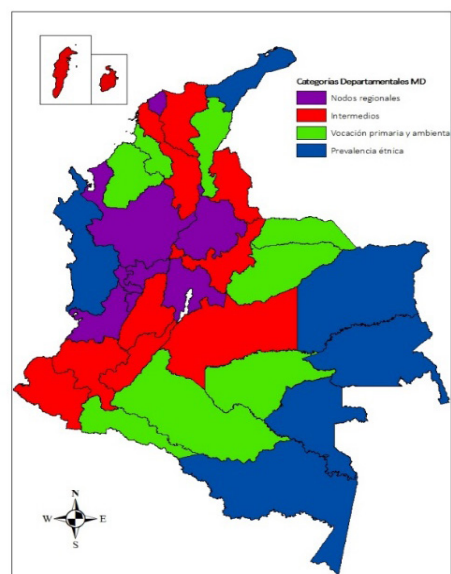 Categorías Departamentales MD
Nodos regionales
Intermedios
Vocación primaria y ambienta
Prevalencia étnica
N
W E
S